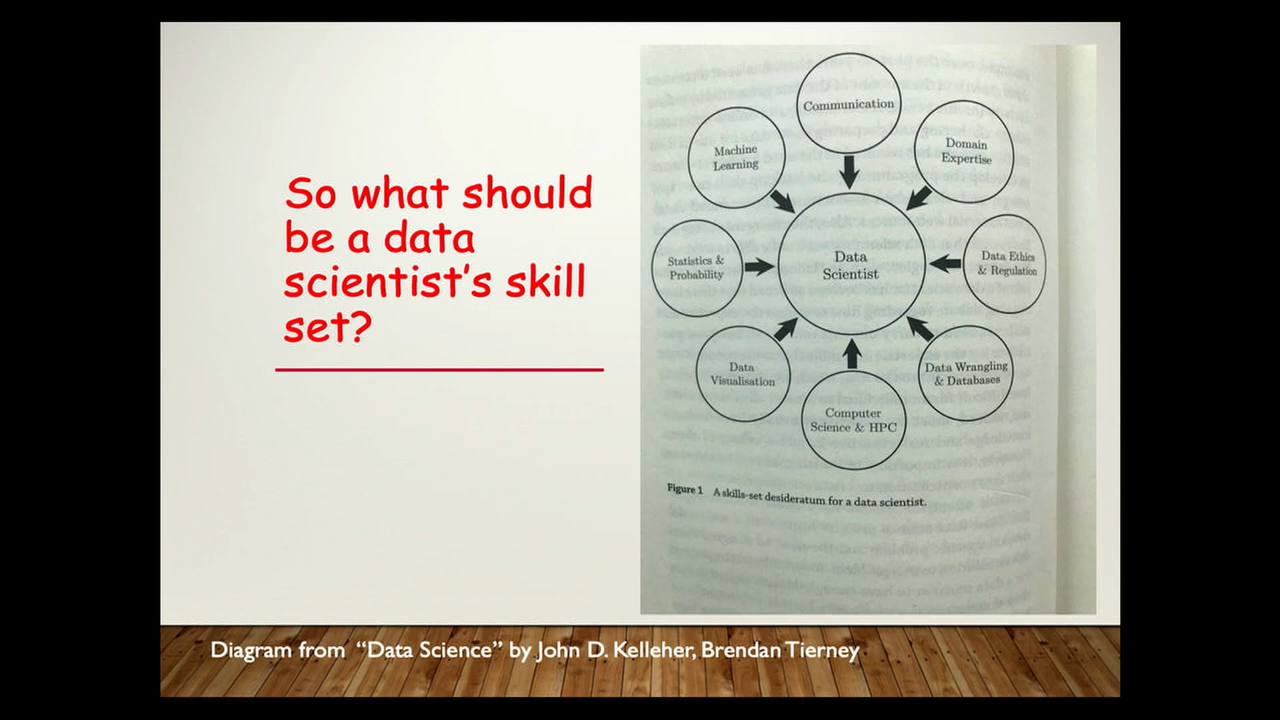 So what should
be a data
scientist’s skill
set?
Communication
Machine
Learning
Domain
Expertise
Statistics &
Probability
Data
Scientist
Data Ethics
& Regulation
Data
Visualisation
Data Wrangling
& Databases
Computer
Science & HPC
Figure 1 A skills-set desideratum for a data scientist.
Diagram from “Data Science” by John D. Kelleher, Brendan Tierney